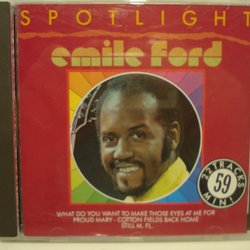 SPOTLIGHT
emile ford
22 TRACKS
59
MINS
WHAT DO YOU WANT TO MAKE THOSE EYES AT ME FOR
PROUD MARY - COTTON FIELDS BACK HOME
STILL M. FL.